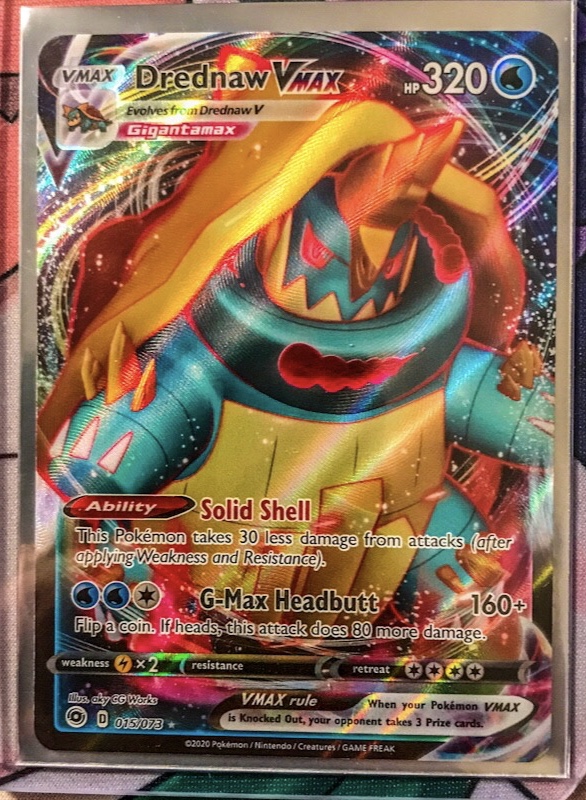 VMAX
Drednaw VMAX
HP 320
Evolves from Drednaw V
Gigantamax
Ability Solid Shell
This Pokémon takes 30 less damage from attacks (after
applying Weakness and Resistance).
G-Max Headbutt 160+
Flip a coin. If heads, this attack does 80 more damage.
weakness ×2 resistance retreat
Illus. aky CG Works
D 015/073
VMAX rule When your Pokémon VMAX
is Knocked Out, your opponent takes 3 Prize cards.
©2020 Pokémon / Nintendo / Creatures / GAME FREAK